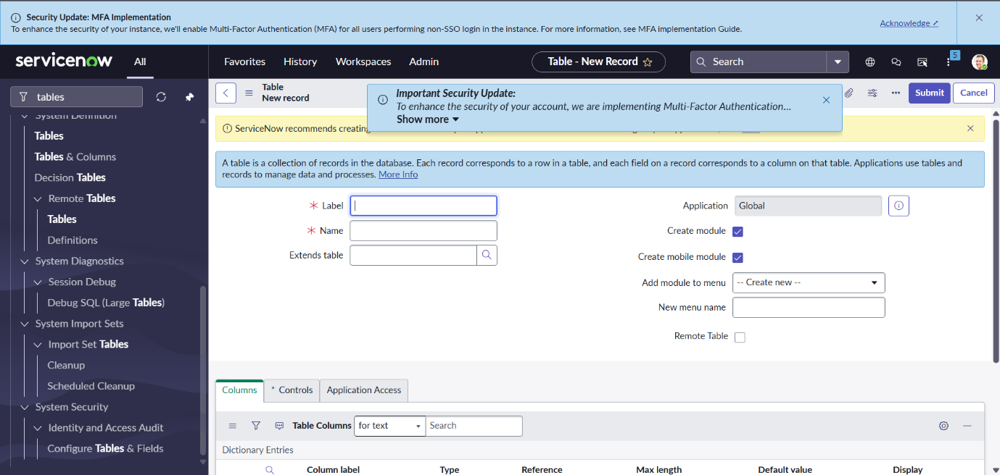 Security Update: MFA Implementation
To enhance the security of your instance, we'll enable Multi-Factor Authentication (MFA) for all users performing non-SSO login in the instance. For more information, see MFA implementation Guide.
Acknowledge
servicenow
All
Favorites
History
Workspaces
Admin
Table - New Record
Search
5
tables
System Definition
Tables
Tables & Columns
Decision Tables
Remote Tables
Tables
Definitions
System Diagnostics
Session Debug
Debug SQL (Large Tables)
System Import Sets
Import Set Tables
Cleanup
Scheduled Cleanup
System Security
Identity and Access Audit
Configure Tables & Fields
Table
New record
Important Security Update:
To enhance the security of your account, we are implementing Multi-Factor Authentication...
Show more
Submit
Cancel
ServiceNow recommends creating
A table is a collection of records in the database. Each record corresponds to a row in a table, and each field on a record corresponds to a column on that table. Applications use tables and
records to manage data and processes. More Info
Label
Name
Extends table
Application
Global
Create module
Create mobile module
Add module to menu
-- Create new --
New menu name
Remote Table
Columns
* Controls
Application Access
Table Columns
for text
Search
Dictionary Entries
Column label
Type
Reference
Max length
Default value
Display